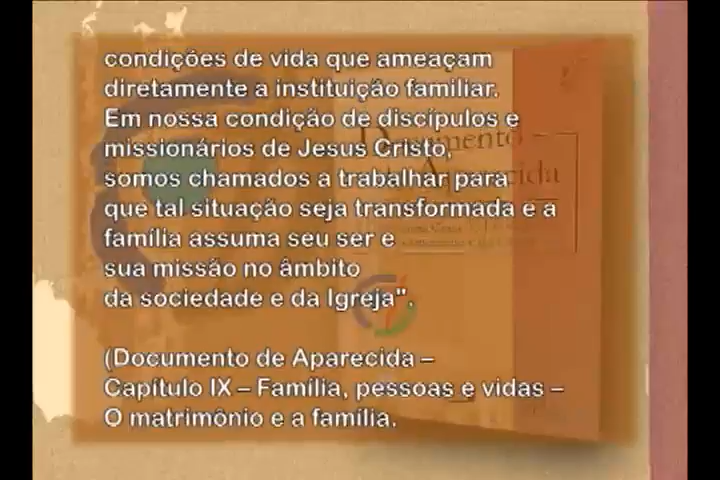 condições de vida que ameaçam
diretamente a instituição familiar.
Em nossa condição de discípulos e
missionários de Jesus Cristo,
somos chamados a trabalhar para
que tal situação seja transformada e a
família assuma seu ser e
sua missão no âmbito
da sociedade e da Igreja".
(Documento de Aparecida –
Capítulo IX – Família, pessoas e vidas –
O matrimônio e a família.
Documento
Aparecida